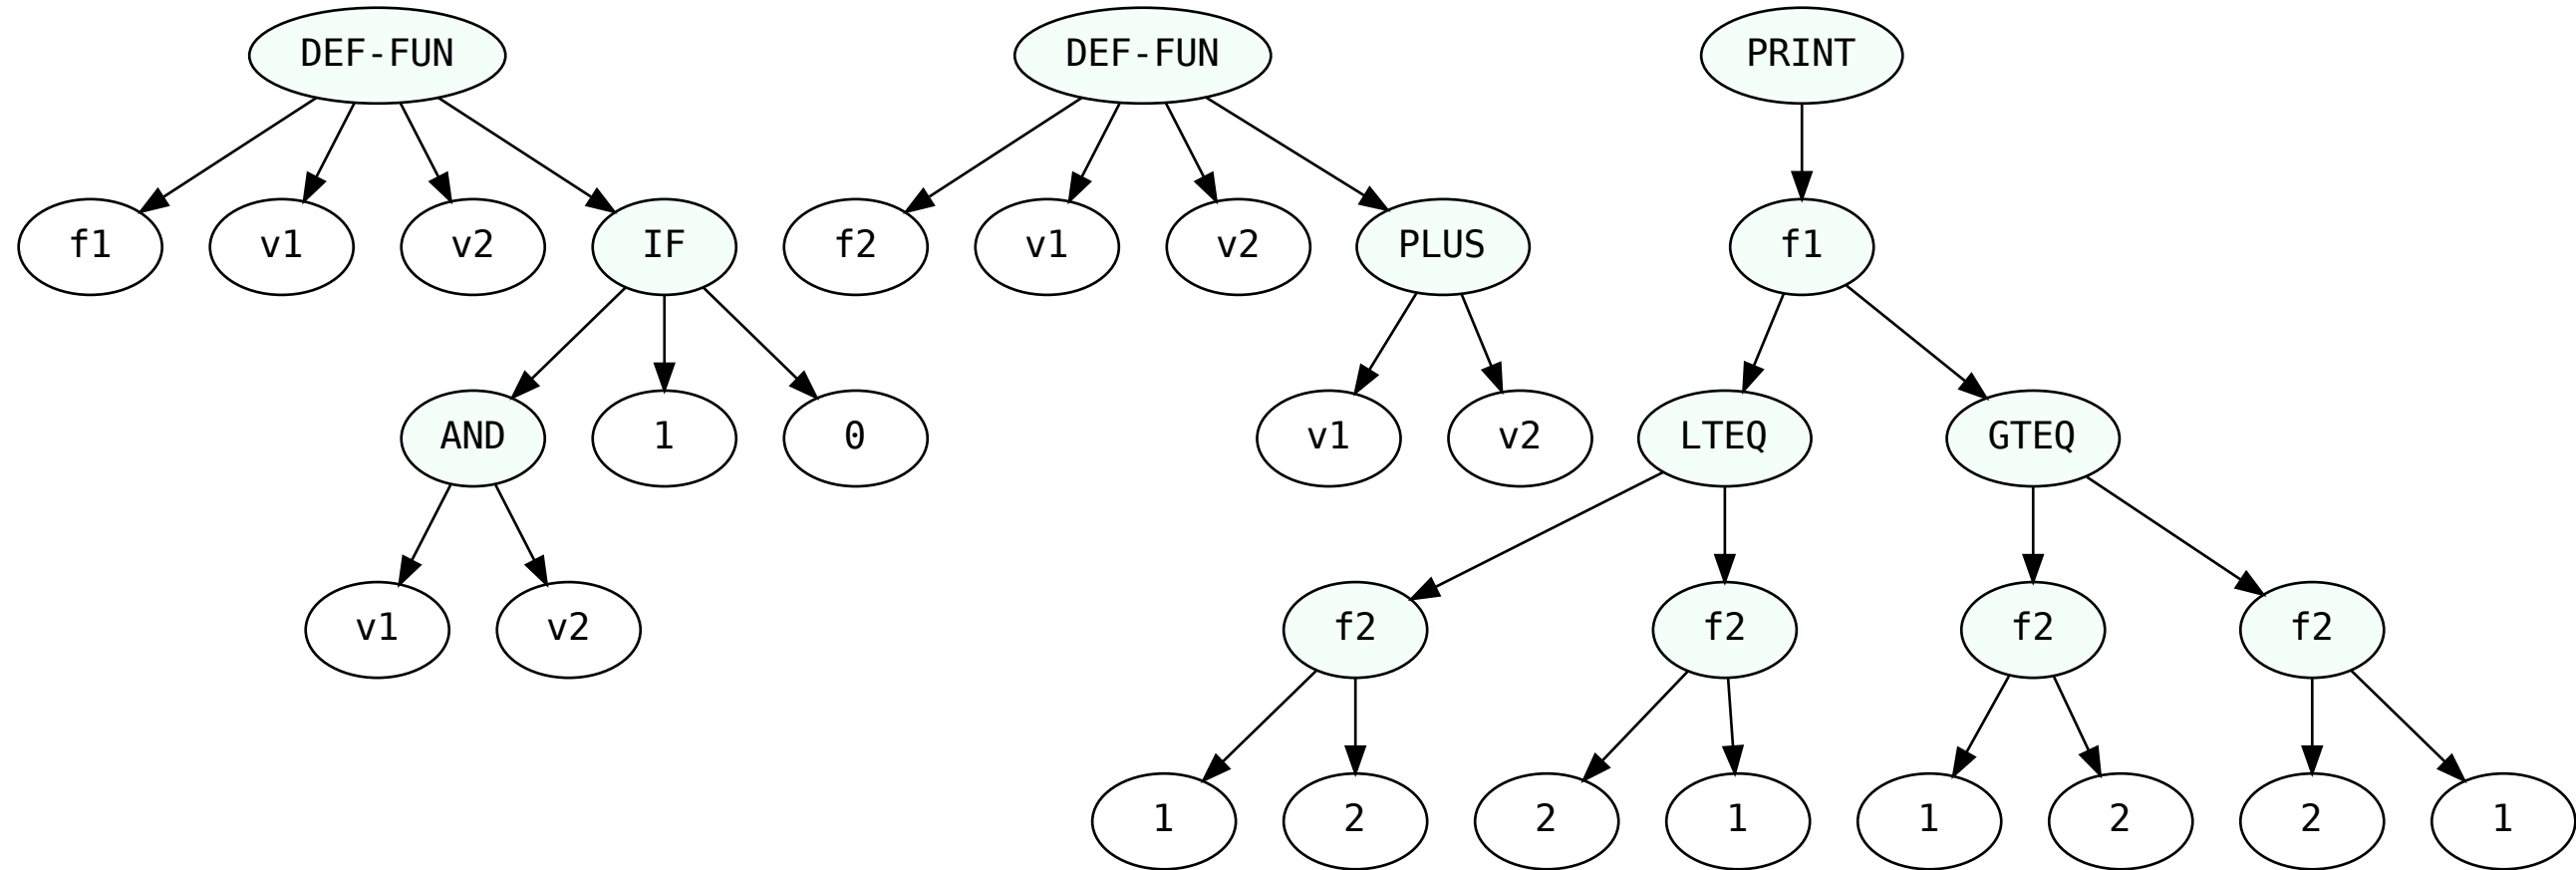 DEF-FUN DEF-FUN PRINT
f1 v1 v2 IF f2 v1 v2 PLUS f1
AND 1 0 v1 v2 LTEQ GTEQ
v1 v2 f2 f2 f2 f2
1 2 2 1 1 2 2 1